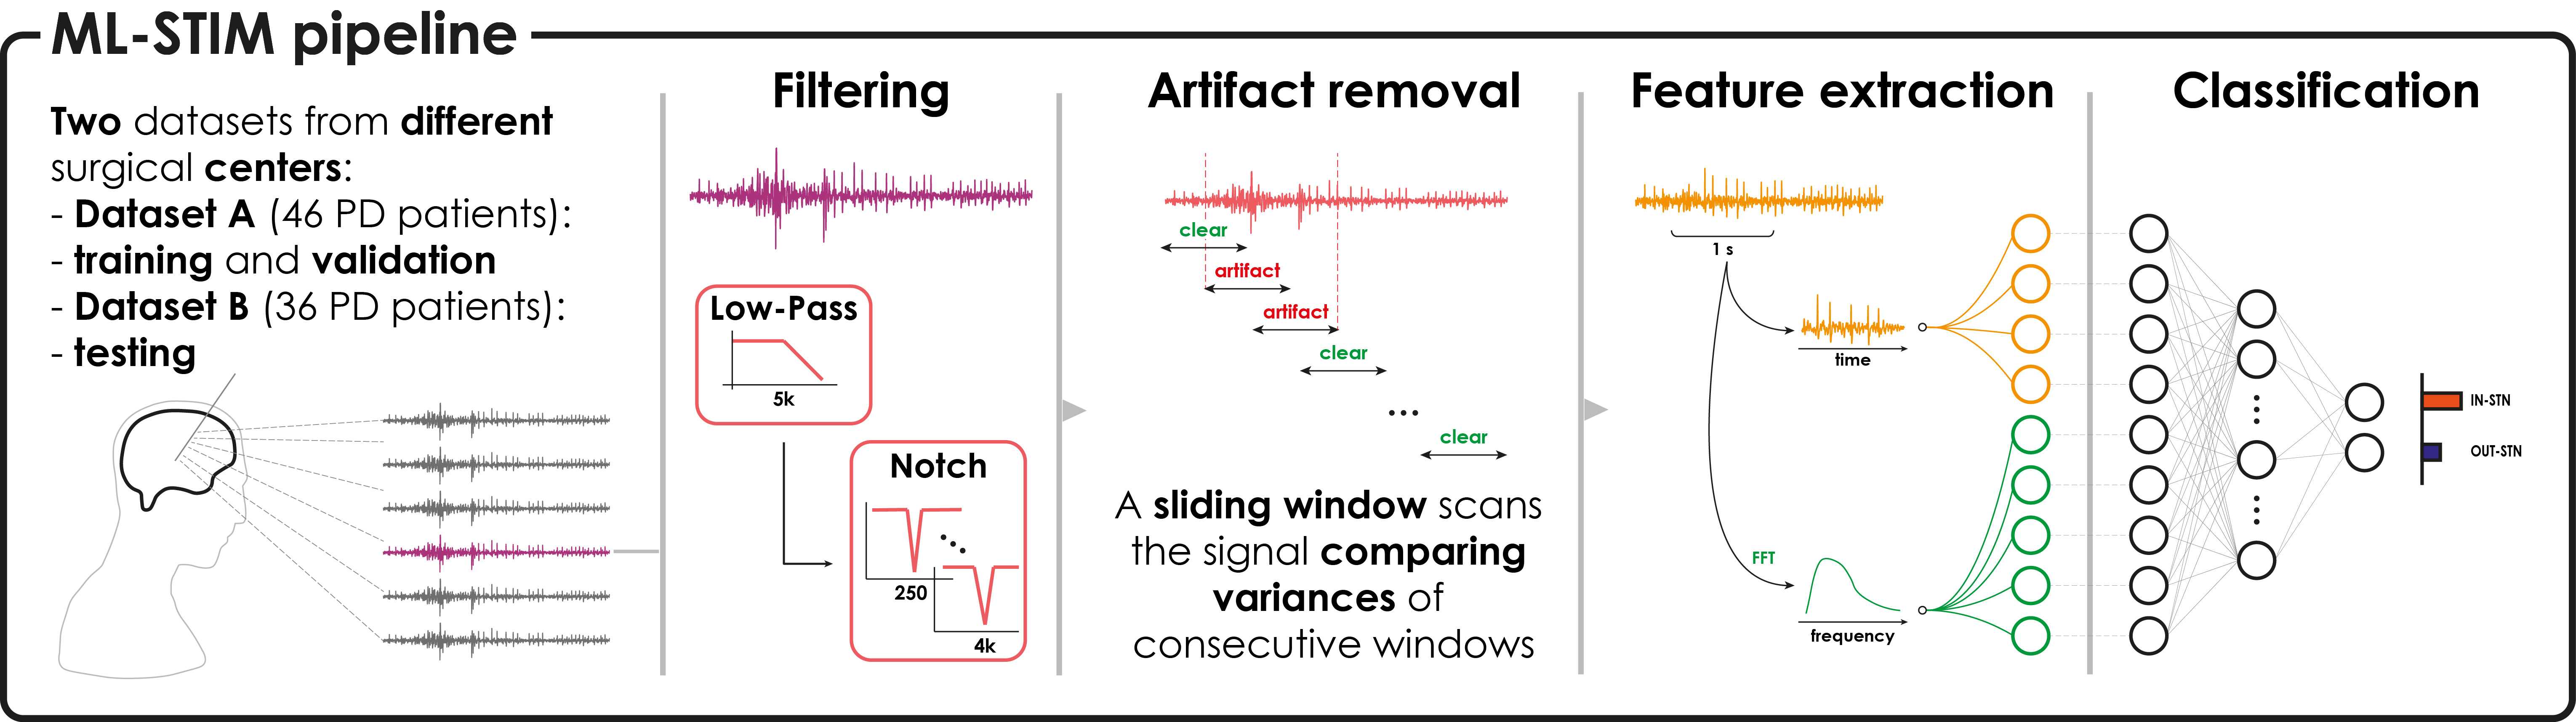 ML-STIM pipeline
Two datasets from different
surgical centers:
- Dataset A (46 PD patients):
- training and validation
- Dataset B (36 PD patients):
- testing
Filtering
Low-Pass
5k
Notch
250
4k
Artifact removal
clear
artifact
artifact
clear
...
clear
A sliding window scans
the signal comparing
variances of
consecutive windows
Feature extraction
1 s
time
FFT
frequency
Classification
IN-STN
OUT-STN